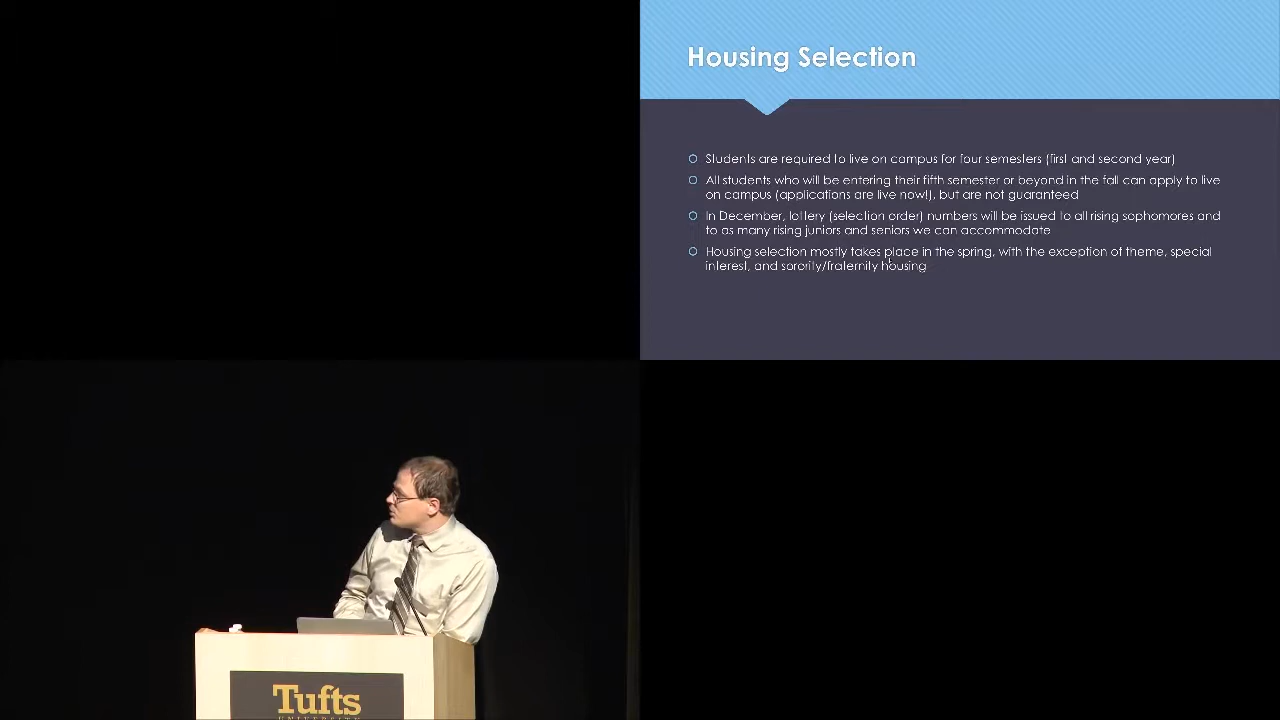 Housing Selection
Students are required to live on campus for four semesters (first and second year)
All students who will be entering their fifth semester or beyond in the fall can apply to live
on campus (applications are live now!), but are not guaranteed
In December, lottery (selection order) numbers will be issued to all rising sophomores and
to as many rising juniors and seniors we can accommodate
Housing selection mostly takes place in the spring, with the exception of theme, special
interest, and sorority/fraternity housing
Tufts
UNIVERSITY